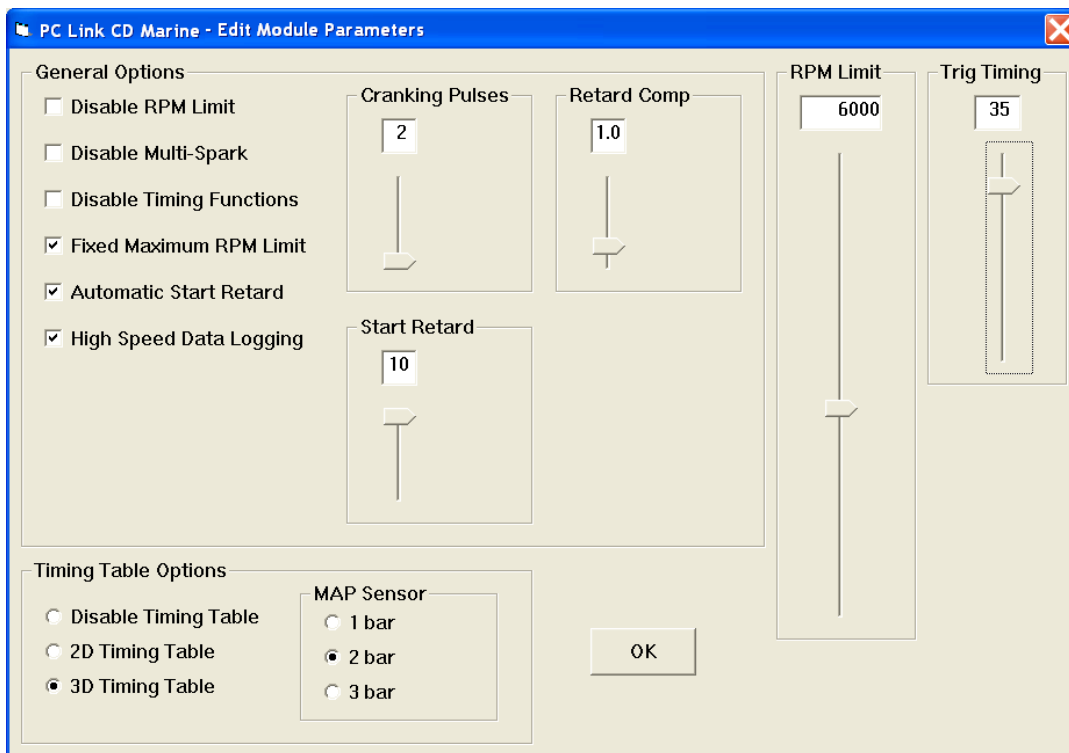 PC Link CD Marine - Edit Module Parameters
General Options
Disable RPM Limit
Disable Multi-Spark
Disable Timing Functions
Fixed Maximum RPM Limit
Automatic Start Retard
High Speed Data Logging
Cranking Pulses
2
Retard Comp
1.0
Start Retard
10
RPM Limit
6000
Trig Timing
35
Timing Table Options
Disable Timing Table
2D Timing Table
3D Timing Table
MAP Sensor
1 bar
2 bar
3 bar
OK